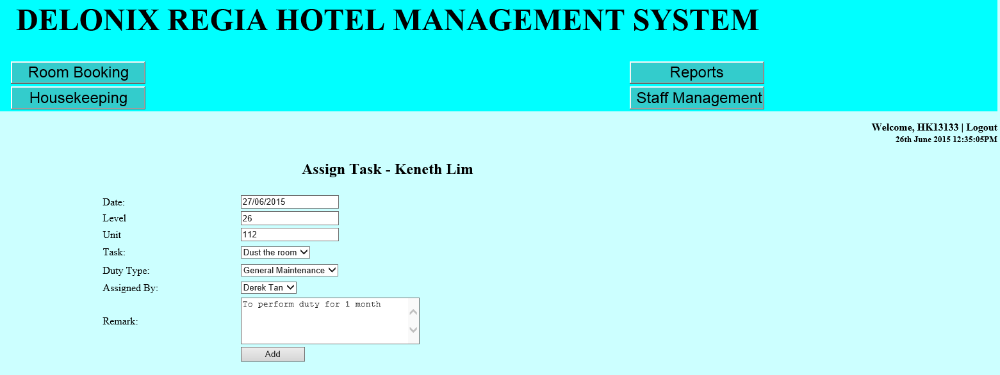 DELONIX REGIA HOTEL MANAGEMENT SYSTEM
Room Booking Reports
Housekeeping Staff Management
Welcome, HK13133 | Logout
26th June 2015 12:35:05PM
Assign Task - Keneth Lim
Date: 27/06/2015
Level 26
Unit 112
Task: Dust the room
Duty Type: General Maintenance
Assigned By: Derek Tan
Remark: To perform duty for 1 month
Add